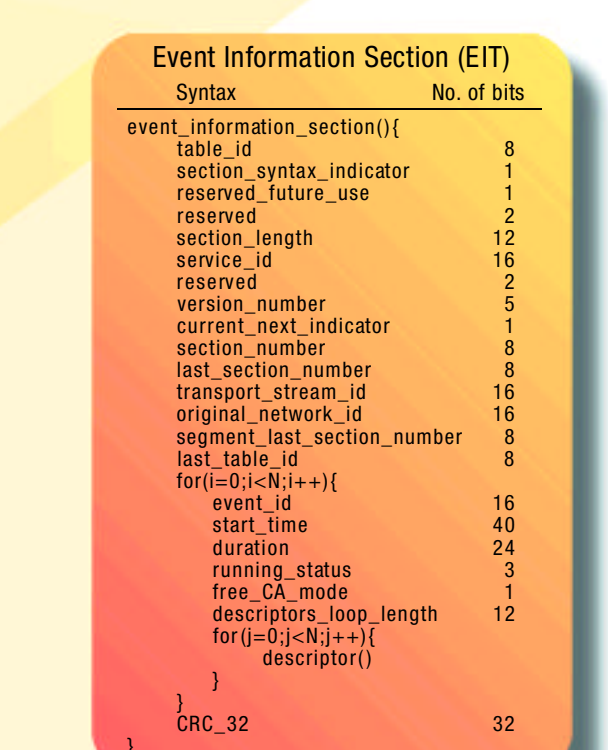 Event Information Section (EIT)
Syntax No. of bits
event_information_section(){
table_id 8
section_syntax_indicator 1
reserved_future_use 1
reserved 2
section_length 12
service_id 16
reserved 2
version_number 5
current_next_indicator 1
section_number 8
last_section_number 8
transport_stream_id 16
original_network_id 16
segment_last_section_number 8
last_table_id 8
for(i=0;i<N;i++){
event_id 16
start_time 40
duration 24
running_status 3
free_CA_mode 1
descriptors_loop_length 12
for(j=0;j<N;j++){
descriptor()
}
}
CRC_32 32
}